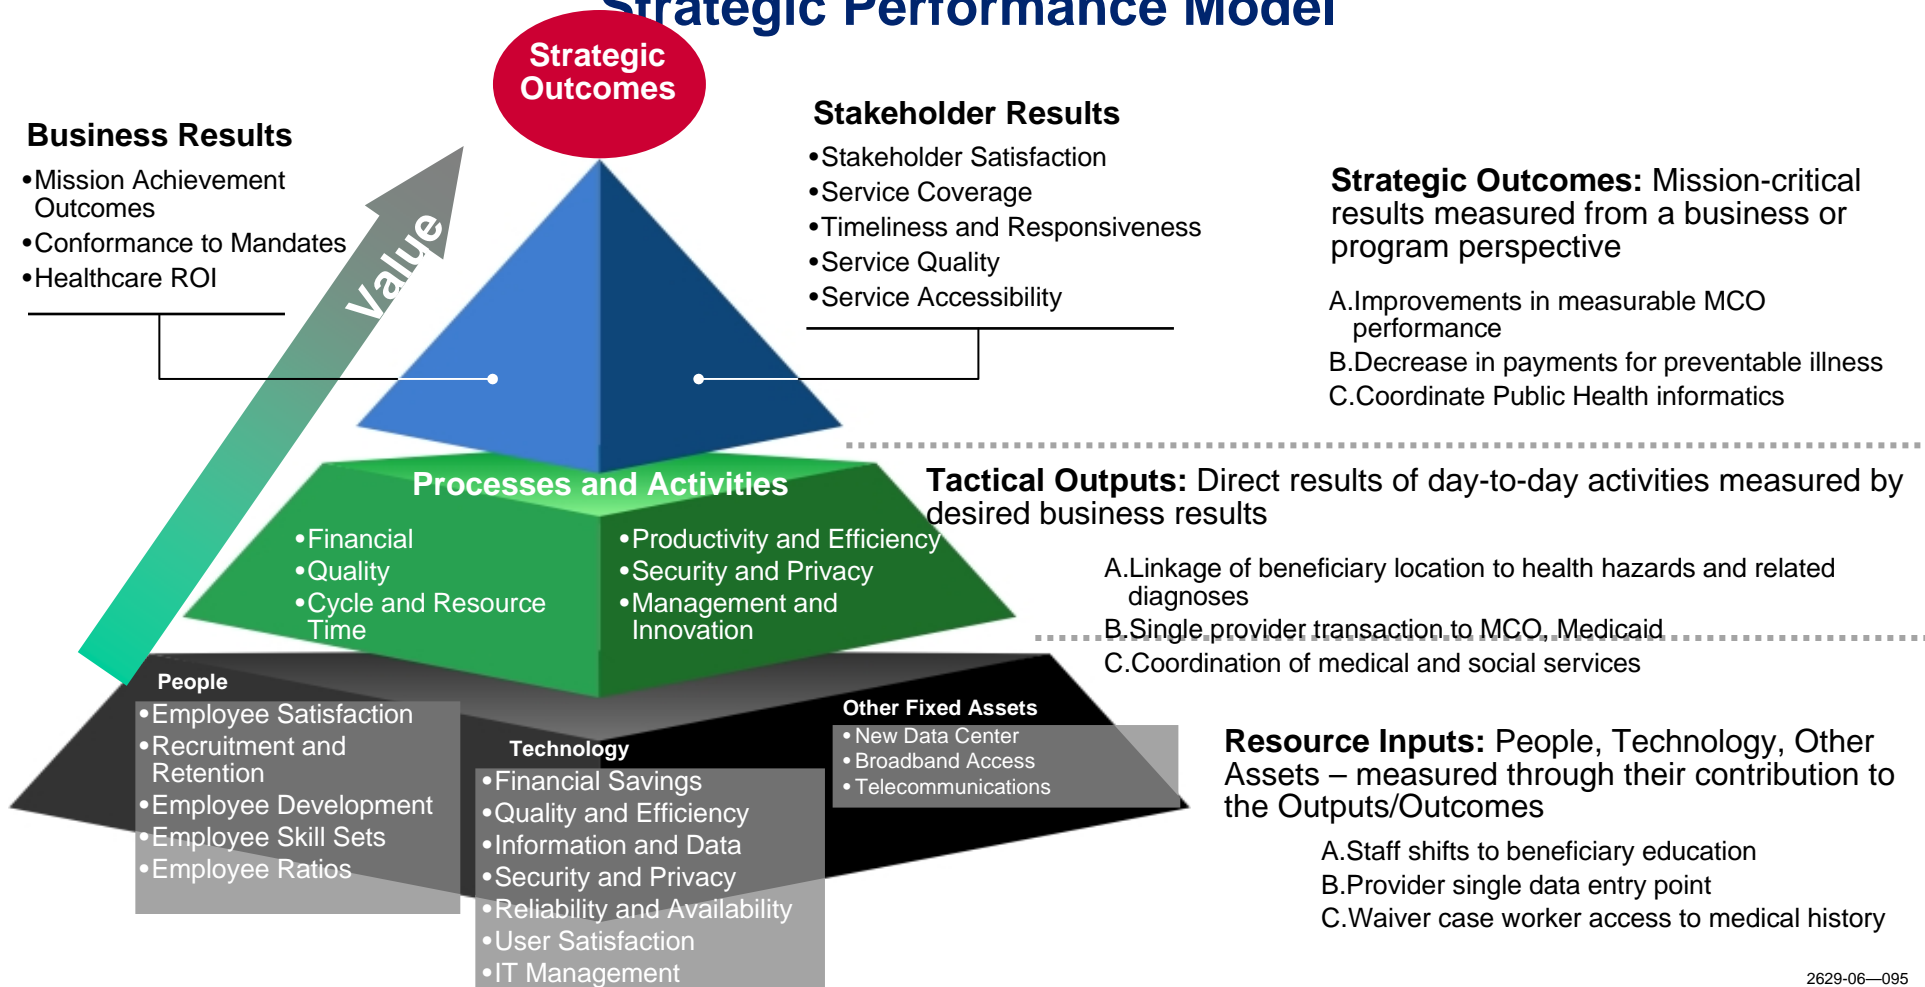 Strategic Performance Model
Strategic
Outcomes
Business Results
•Mission Achievement
Outcomes
•Conformance to Mandates
•Healthcare ROI
Value
Stakeholder Results
•Stakeholder Satisfaction
•Service Coverage
•Timeliness and Responsiveness
•Service Quality
•Service Accessibility
Strategic Outcomes: Mission-critical
results measured from a business or
program perspective
A.Improvements in measurable MCO
performance
B.Decrease in payments for preventable illness
C.Coordinate Public Health informatics
Processes and Activities
•Financial
•Quality
•Cycle and Resource
Time
•Productivity and Efficiency
•Security and Privacy
•Management and
Innovation
Tactical Outputs: Direct results of day-to-day activities measured by
desired business results
A.Linkage of beneficiary location to health hazards and related
diagnoses
B.Single provider transaction to MCO, Medicaid
C.Coordination of medical and social services
People
•Employee Satisfaction
•Recruitment and
Retention
•Employee Development
•Employee Skill Sets
•Employee Ratios
Technology
•Financial Savings
•Quality and Efficiency
•Information and Data
•Security and Privacy
•Reliability and Availability
•User Satisfaction
•IT Management
Other Fixed Assets
•New Data Center
•Broadband Access
•Telecommunications
Resource Inputs: People, Technology, Other
Assets – measured through their contribution to
the Outputs/Outcomes
A.Staff shifts to beneficiary education
B.Provider single data entry point
C.Waiver case worker access to medical history
2629-06—095